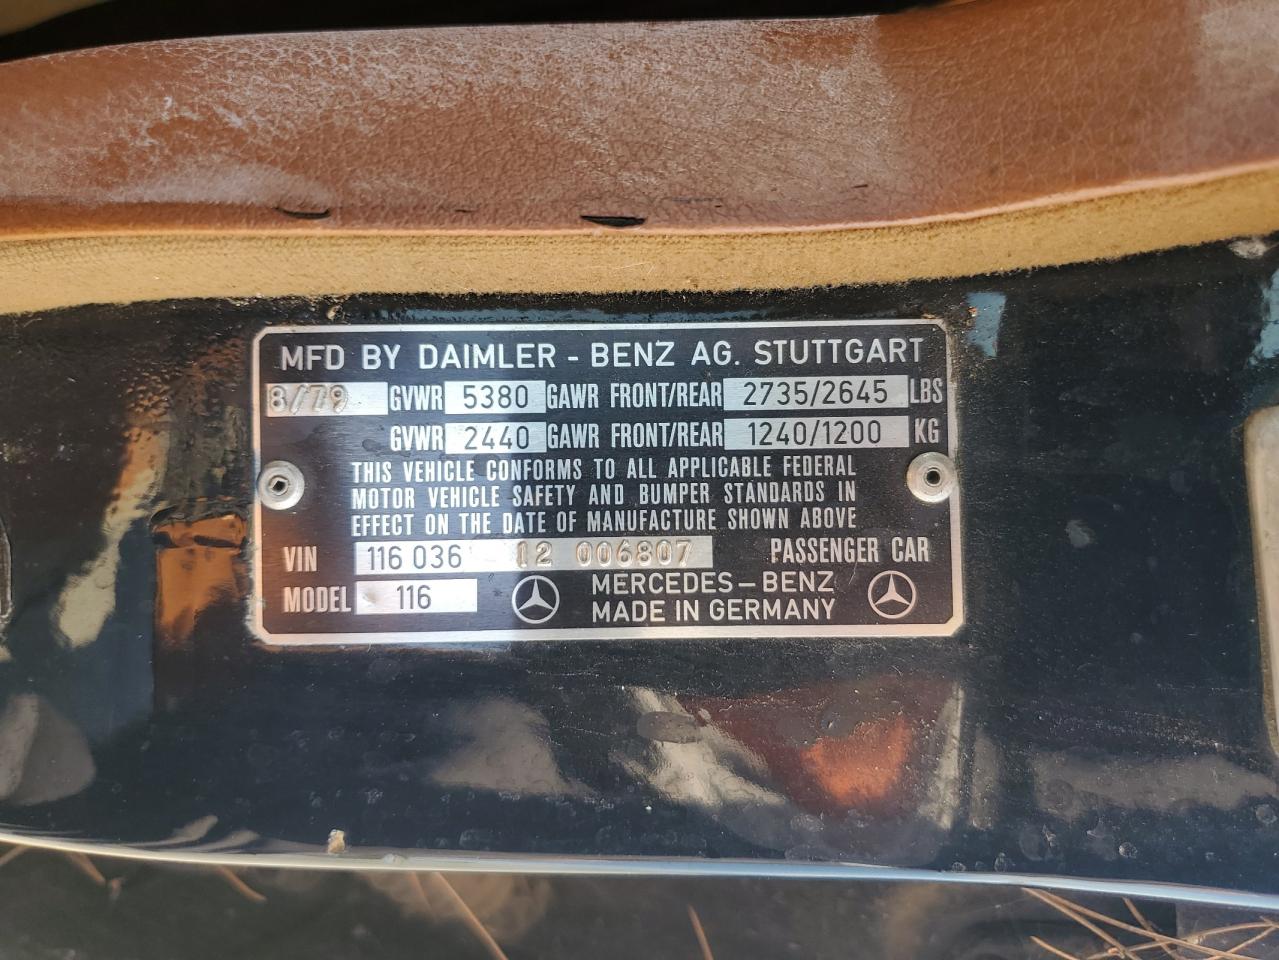 MFD BY DAIMLER - BENZ AG. STUTTGART
8/79 GVWR 5380 GAWR FRONT/REAR 2735/2645 LBS
GVWR 2440 GAWR FRONT/REAR 1240/1200 KG
THIS VEHICLE CONFORMS TO ALL APPLICABLE FEDERAL
MOTOR VEHICLE SAFETY AND BUMPER STANDARDS IN
EFFECT ON THE DATE OF MANUFACTURE SHOWN ABOVE
VIN 116 036 12 006807 PASSENGER CAR
MODEL 116 MERCEDES-BENZ
MADE IN GERMANY